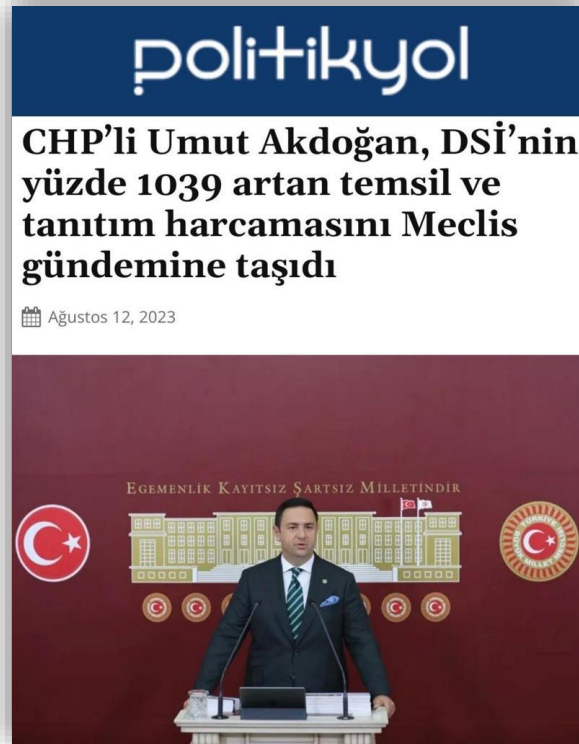 politikyol
CHP'li Umut Akdoğan, DSİ'nin
yüzde 1039 artan temsil ve
tanıtım harcamasını Meclis
gündemine taşıdı
Ağustos 12, 2023
EGEMENLİK KAYITSIZ ŞARTSIZ MİLLETİNDİR